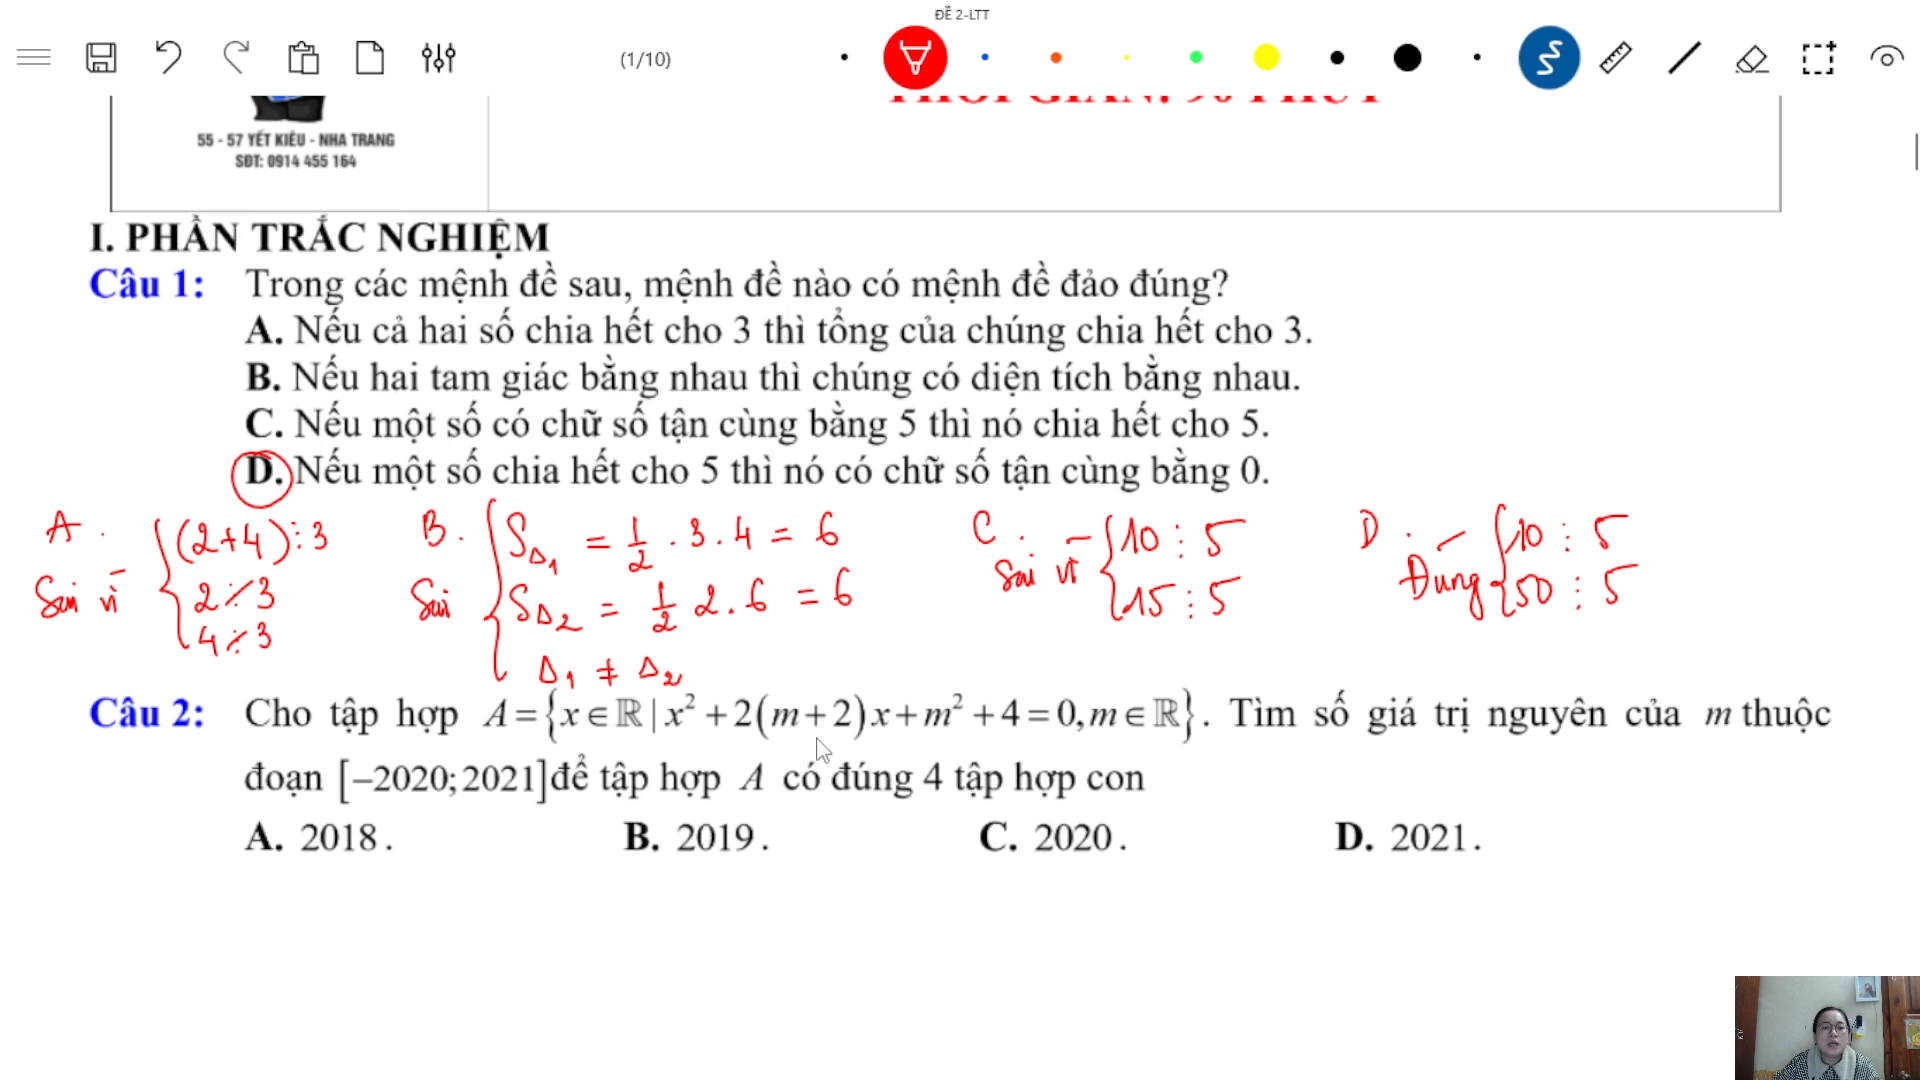 ĐỀ 2-LTT
(1/10)
THỜI GIAN: 90 PHÚT
55 - 57 YẾT KIÊU - NHA TRANG
SĐT: 0914 455 164
I. PHẦN TRẮC NGHIỆM
Câu 1: Trong các mệnh đề sau, mệnh đề nào có mệnh đề đảo đúng?
A. Nếu cả hai số chia hết cho 3 thì tổng của chúng chia hết cho 3.
B. Nếu hai tam giác bằng nhau thì chúng có diện tích bằng nhau.
C. Nếu một số có chữ số tận cùng bằng 5 thì nó chia hết cho 5.
D. Nếu một số chia hết cho 5 thì nó có chữ số tận cùng bằng 0.
A. Sai vì { (2+4) ⋮ 3
2 ⋮̸ 3
4 ⋮̸ 3
B. Sai { S△1 = 1/2 . 3 . 4 = 6
S△2 = 1/2 2 . 6 = 6
△1 ≠ △2
C. Sai vì { 10 ⋮ 5
15 ⋮ 5
D. Đúng { 10 ⋮ 5
50 ⋮ 5
Câu 2: Cho tập hợp A = {x ∈ ℝ | x² + 2(m+2)x + m² + 4 = 0, m ∈ ℝ}. Tìm số giá trị nguyên của m thuộc
đoạn [−2020; 2021] để tập hợp A có đúng 4 tập hợp con
A. 2018. B. 2019. C. 2020. D. 2021.